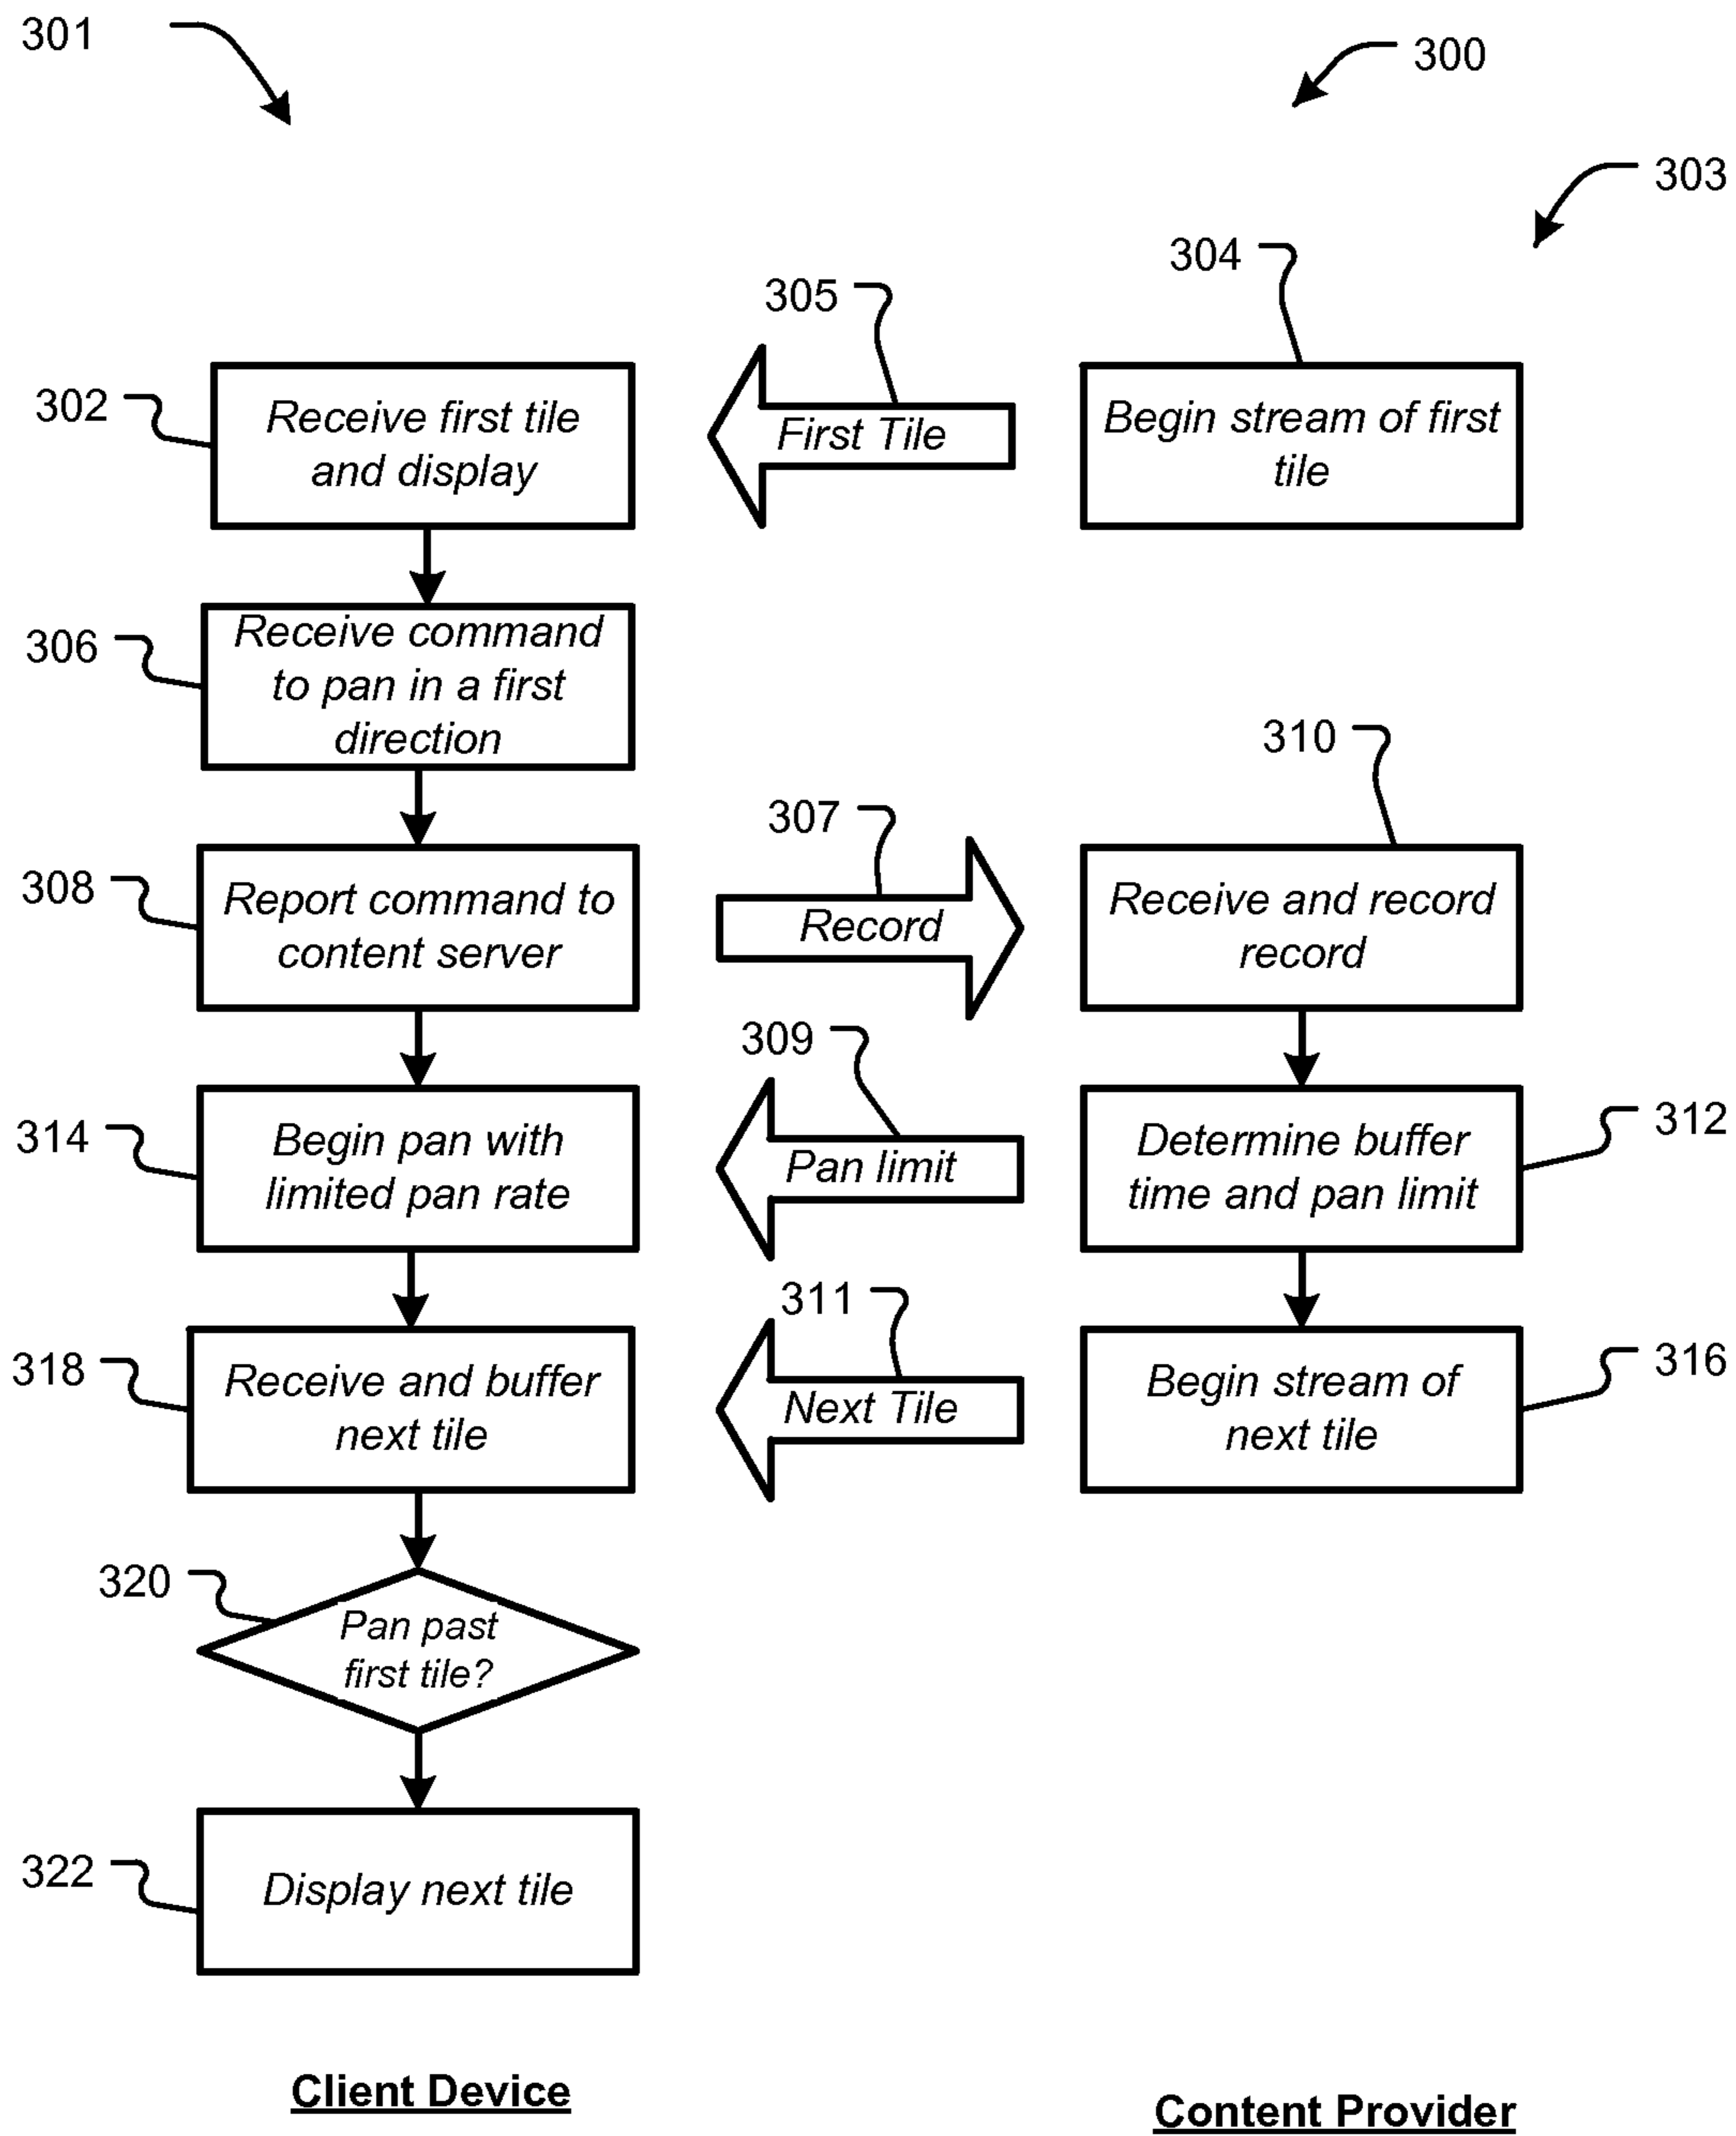 301
300
303
304
305
302
Receive first tile
and display
First Tile
Begin stream of first
tile
306
Receive command
to pan in a first
direction
310
307
308
Report command to
content server
Record
Receive and record
record
309
314
Begin pan with
limited pan rate
Pan limit
Determine buffer
time and pan limit
312
311
318
Receive and buffer
next tile
Next Tile
Begin stream of
next tile
316
320
Pan past
first tile?
322
Display next tile
Client Device
Content Provider